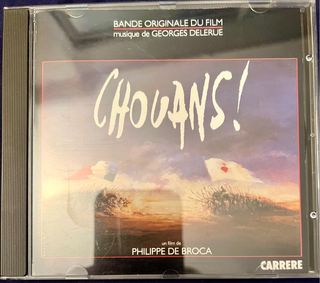 BANDE ORIGINALE DU FILM
musique de GEORGES DELERUE
CHOUANS!
un film de
PHILIPPE DE BROCA
CARRERE